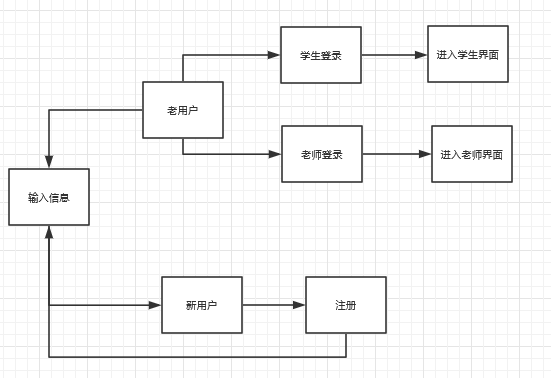 学生登录
进入学生界面
老用户
老师登录
进入老师界面
输入信息
新用户
注册